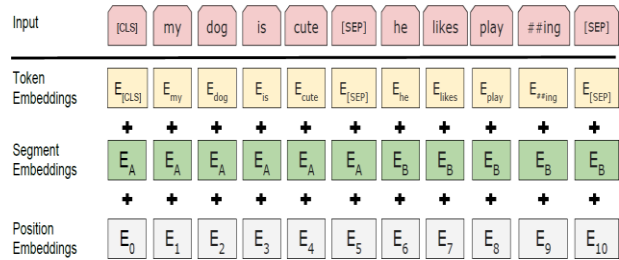 Input [CLS] my dog is cute [SEP] he likes play ##ing [SEP]
Token Embeddings E[CLS] Emy Edog Eis Ecute E[SEP] Ehe Elikes Eplay E##ing E[SEP]
+ + + + + + + + + + +
Segment Embeddings EA EA EA EA EA EA EB EB EB EB EB
+ + + + + + + + + + +
Position Embeddings E0 E1 E2 E3 E4 E5 E6 E7 E8 E9 E10